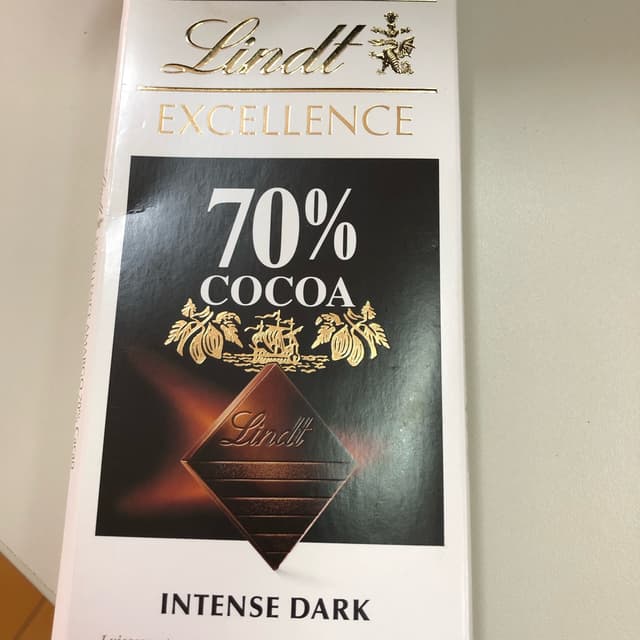 Lindt
EXCELLENCE
70%
COCOA
Lindt
INTENSE DARK